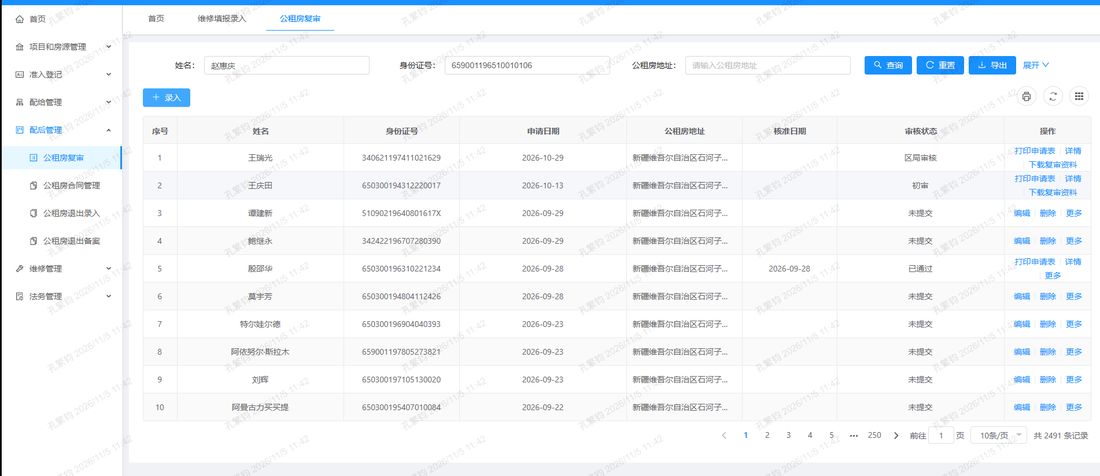 首页
项目和房源管理
准入登记
配给管理
配后管理
公租房复审
公租房合同管理
公租房退出录入
公租房退出备案
维修管理
法务管理
首页 维修填报录入 公租房复审
姓名： 赵惠庆 身份证号： 659001196510010106 公租房地址： 请输入公租房地址 查询 重置 导出 展开
+ 录入
序号 姓名 身份证号 申请日期 公租房地址 核准日期 审核状态 操作
1 王瑞光 340621197411021629 2026-10-29 新疆维吾尔自治区石河子... 区局审核 打印申请表 详情
下载复审资料
2 王庆田 650300194312220017 2026-10-13 新疆维吾尔自治区石河子... 初审 打印申请表 详情
下载复审资料
3 谭建新 51090219640801617X 2026-09-29 新疆维吾尔自治区石河子... 未提交 编辑 删除 更多
4 鲍继永 342422196707280390 2026-09-29 新疆维吾尔自治区石河子... 未提交 编辑 删除 更多
5 殷邵华 650300196310221234 2026-09-28 新疆维吾尔自治区石河子... 2026-09-28 已通过 打印申请表 详情
更多
6 莫宇芳 650300194804112426 2026-09-28 新疆维吾尔自治区石河子... 未提交 编辑 删除 更多
7 特尔娃尔德 650300196904040393 2026-09-23 新疆维吾尔自治区石河子... 未提交 编辑 删除 更多
8 阿依努尔·斯拉木 659001197805273821 2026-09-23 新疆维吾尔自治区石河子... 未提交 编辑 删除 更多
9 刘辉 650300197105130020 2026-09-23 新疆维吾尔自治区石河子... 未提交 编辑 删除 更多
10 阿曼古力买买提 650300195407010084 2026-09-22 新疆维吾尔自治区石河子... 未提交 编辑 删除 更多
1 2 3 4 5 ••• 250 前往 1 页 10条/页 共 2491 条记录
孔繁钧 2026/11/5 11:42